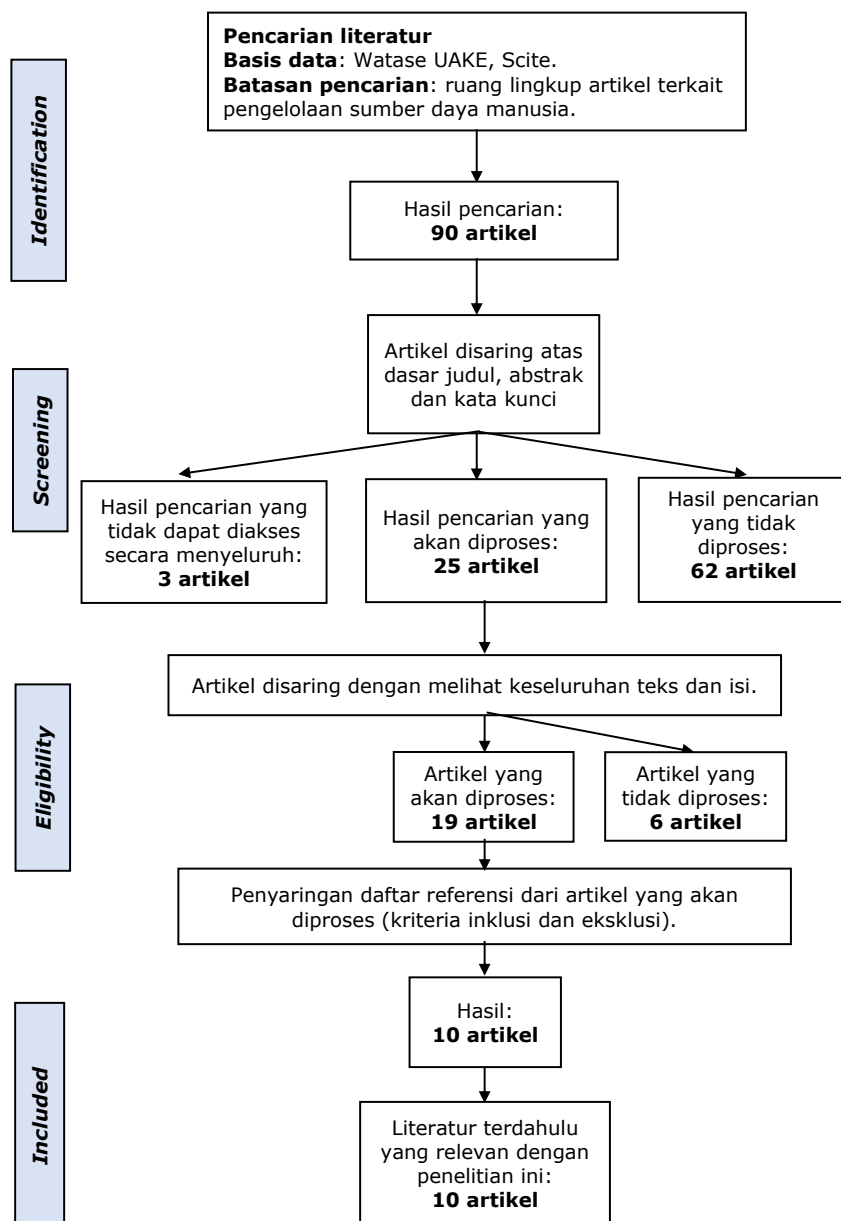 Pencarian literatur
Basis data: Watase UAKE, Scite.
Batasan pencarian: ruang lingkup artikel terkait
pengelolaan sumber daya manusia.
Identification
Hasil pencarian:
90 artikel
Artikel disaring atas
dasar judul, abstrak
dan kata kunci
Screening
Hasil pencarian yang
tidak dapat diakses
secara menyeluruh:
3 artikel
Hasil pencarian yang
akan diproses:
25 artikel
Hasil pencarian
yang tidak
diproses:
62 artikel
Artikel disaring dengan melihat keseluruhan teks dan isi.
Eligibility
Artikel yang
akan diproses:
19 artikel
Artikel yang
tidak diproses:
6 artikel
Penyaringan daftar referensi dari artikel yang akan
diproses (kriteria inklusi dan eksklusi).
Included
Hasil:
10 artikel
Literatur terdahulu
yang relevan dengan
penelitian ini:
10 artikel